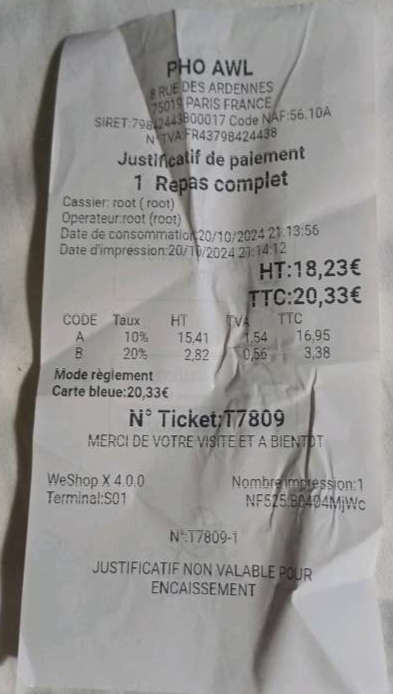 PHO AWL
8 RUE DES ARDENNES
75019 PARIS FRANCE
SIRET:79842443800017 Code NAF:56.10A
N°TVA FR43798424438
Justificatif de paiement
1 Repas complet
Cassier: root ( root)
Operateur:root (root)
Date de consommation 20/10/2024 21:13:56
Date d'impression:20/10/2024 21:14:12
HT:18,23€
TTC:20,33€
CODE Taux HT TVA TTC
A 10% 15,41 1,54 16,95
B 20% 2,82 0,56 3,38
Mode règlement
Carte bleue:20,33€
N° Ticket:T7809
MERCI DE VOTRE VISITE ET A BIENTOT
WeShop X 4.0.0 Nombre impression:1
Terminal:S01 NF525:B0404MjWc
N°:T7809-1
JUSTIFICATIF NON VALABLE POUR
ENCAISSEMENT